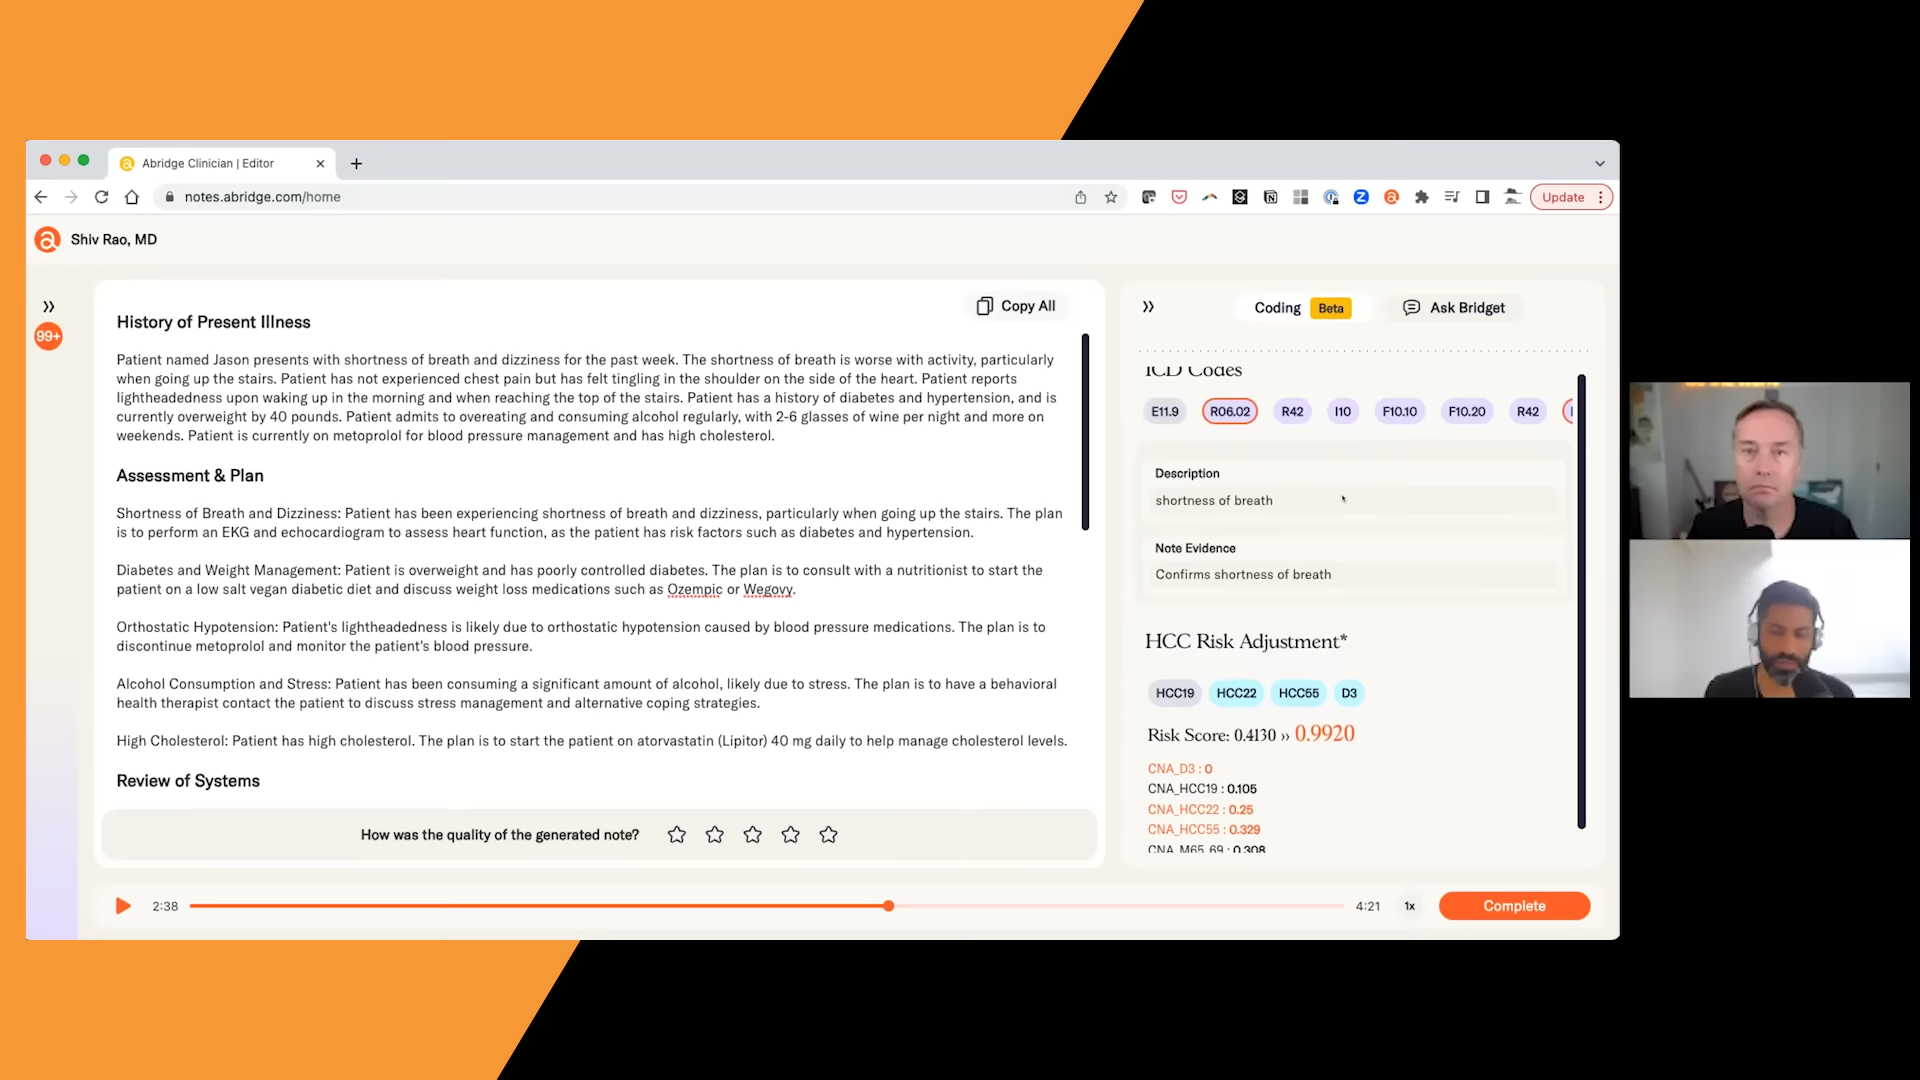 Abridge Clinician | Editor
notes.abridge.com/home
Update
Shiv Rao, MD
99+
Copy All
History of Present Illness
Patient named Jason presents with shortness of breath and dizziness for the past week. The shortness of breath is worse with activity, particularly
when going up the stairs. Patient has not experienced chest pain but has felt tingling in the shoulder on the side of the heart. Patient reports
lightheadedness upon waking up in the morning and when reaching the top of the stairs. Patient has a history of diabetes and hypertension, and is
currently overweight by 40 pounds. Patient admits to overeating and consuming alcohol regularly, with 2-6 glasses of wine per night and more on
weekends. Patient is currently on metoprolol for blood pressure management and has high cholesterol.
Assessment & Plan
Shortness of Breath and Dizziness: Patient has been experiencing shortness of breath and dizziness, particularly when going up the stairs. The plan
is to perform an EKG and echocardiogram to assess heart function, as the patient has risk factors such as diabetes and hypertension.
Diabetes and Weight Management: Patient is overweight and has poorly controlled diabetes. The plan is to consult with a nutritionist to start the
patient on a low salt vegan diabetic diet and discuss weight loss medications such as Ozempic or Wegovy.
Orthostatic Hypotension: Patient's lightheadedness is likely due to orthostatic hypotension caused by blood pressure medications. The plan is to
discontinue metoprolol and monitor the patient's blood pressure.
Alcohol Consumption and Stress: Patient has been consuming a significant amount of alcohol, likely due to stress. The plan is to have a behavioral
health therapist contact the patient to discuss stress management and alternative coping strategies.
High Cholesterol: Patient has high cholesterol. The plan is to start the patient on atorvastatin (Lipitor) 40 mg daily to help manage cholesterol levels.
Review of Systems
How was the quality of the generated note?
Coding Beta Ask Bridget
ICD Codes
E11.9 R06.02 R42 I10 F10.10 F10.20 R42
Description
shortness of breath
Note Evidence
Confirms shortness of breath
HCC Risk Adjustment*
HCC19 HCC22 HCC55 D3
Risk Score: 0.4130 ›› 0.9920
CNA_D3 : 0
CNA_HCC19 : 0.105
CNA_HCC22 : 0.25
CNA_HCC55 : 0.329
CNA_M65_69 : 0.308
2:38
4:21
1x
Complete